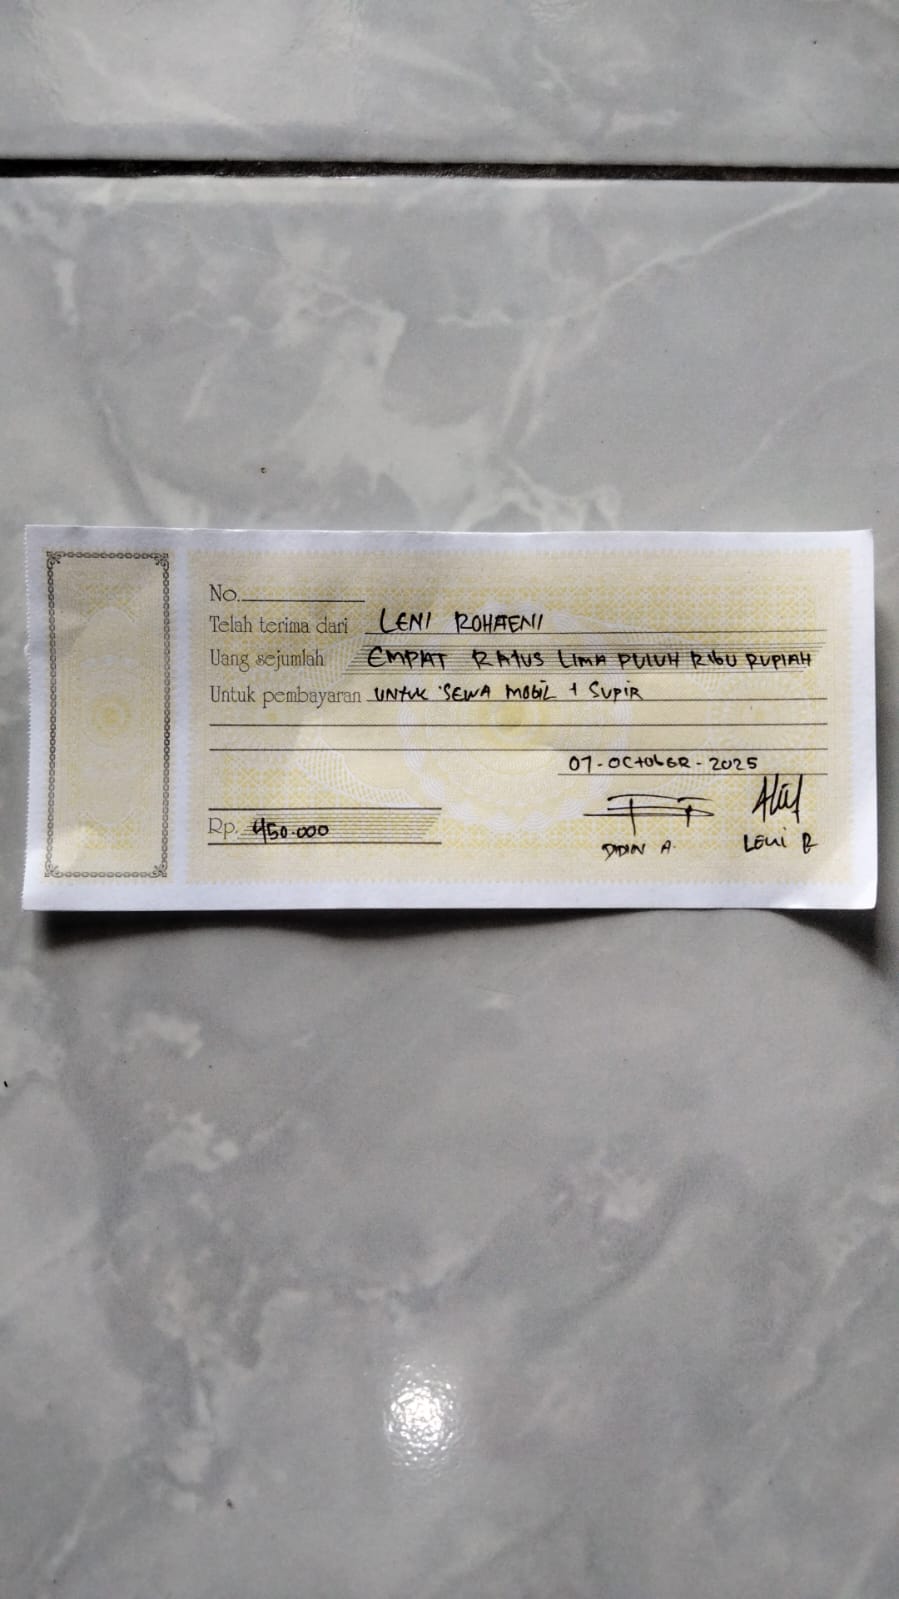 No.
Telah terima dari LENI ROHAENI
Uang sejumlah EMPAT RATUS LIMA PULUH RIBU RUPIAH
Untuk pembayaran UNTUK SEWA MOBIL + SUPIR
07-OCTOBER-2025
Rp. 450.000
DIDIN A. LENI R